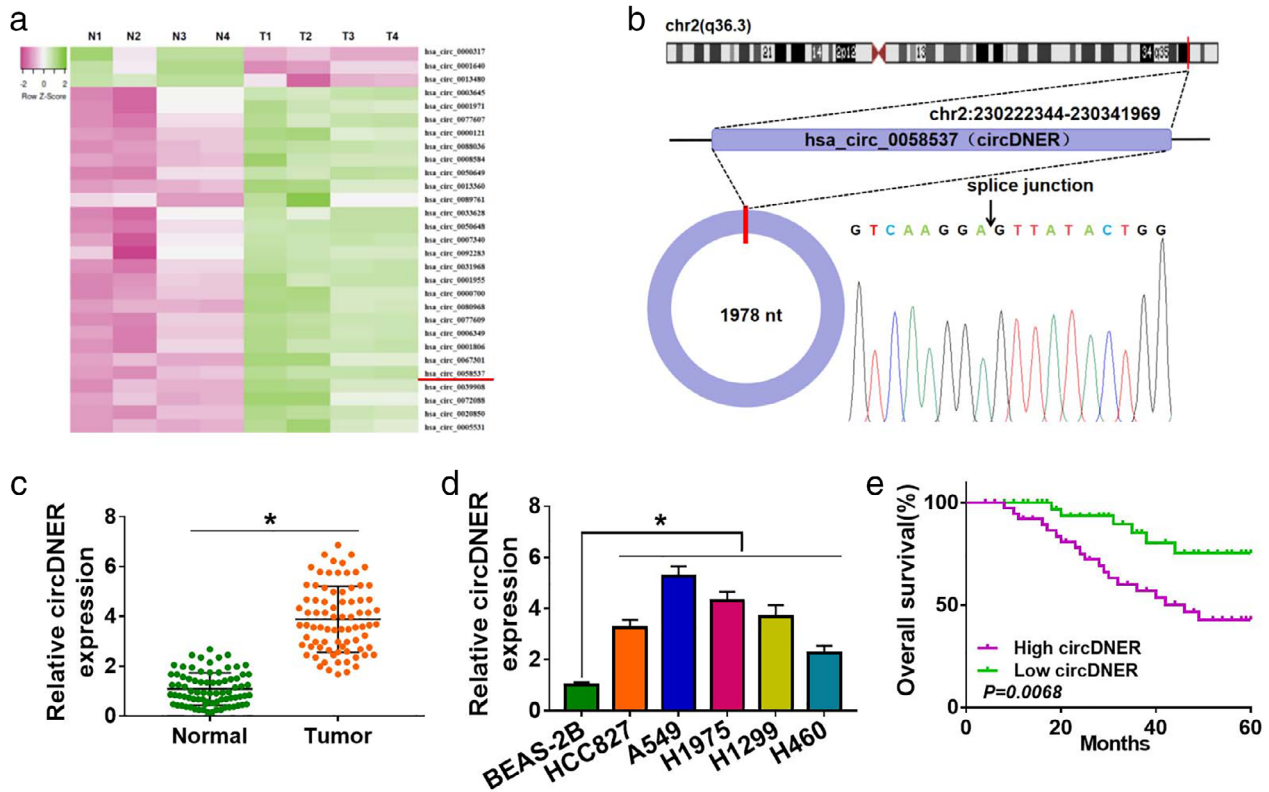 a
N1 N2 N3 N4 T1 T2 T3 T4
-2 0 2
Row Z-Score
hsa_circ_0000317
hsa_circ_0001640
hsa_circ_0013480
hsa_circ_0003645
hsa_circ_0001971
hsa_circ_0077607
hsa_circ_0000121
hsa_circ_0088036
hsa_circ_0008584
hsa_circ_0050649
hsa_circ_0013360
hsa_circ_0089761
hsa_circ_0033628
hsa_circ_0050648
hsa_circ_0007340
hsa_circ_0092283
hsa_circ_0031968
hsa_circ_0001955
hsa_circ_0000700
hsa_circ_0080968
hsa_circ_0077609
hsa_circ_0006349
hsa_circ_0001806
hsa_circ_0067301
hsa_circ_0058537
hsa_circ_0039908
hsa_circ_0072088
hsa_circ_0020850
hsa_circ_0005531
b
chr2(q36.3)
21 14 2p12 13 34 q35
chr2:230222344-230341969
hsa_circ_0058537（circDNER）
splice junction
G T C A A G G A G T T A T A C T G G
1978 nt
c
Relative circDNER
expression
8
6
4
2
0
*
Normal Tumor
d
Relative circDNER
expression
8
6
4
2
0
*
BEAS-2B HCC827 A549 H1975 H1299 H460
e
Overall survival(%)
100
50
0
High circDNER
Low circDNER
P=0.0068
0 20 40 60
Months